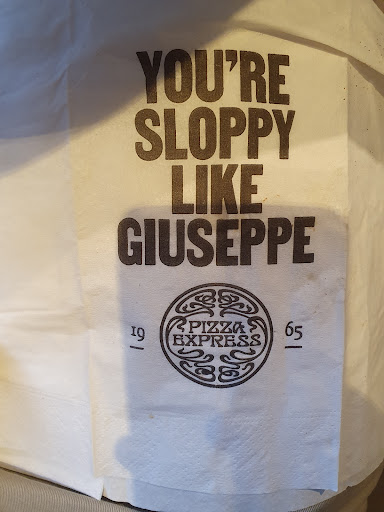 YOU'RE
SLOPPY
LIKE
GIUSEPPE
19 PIZZA 65
EXPRESS